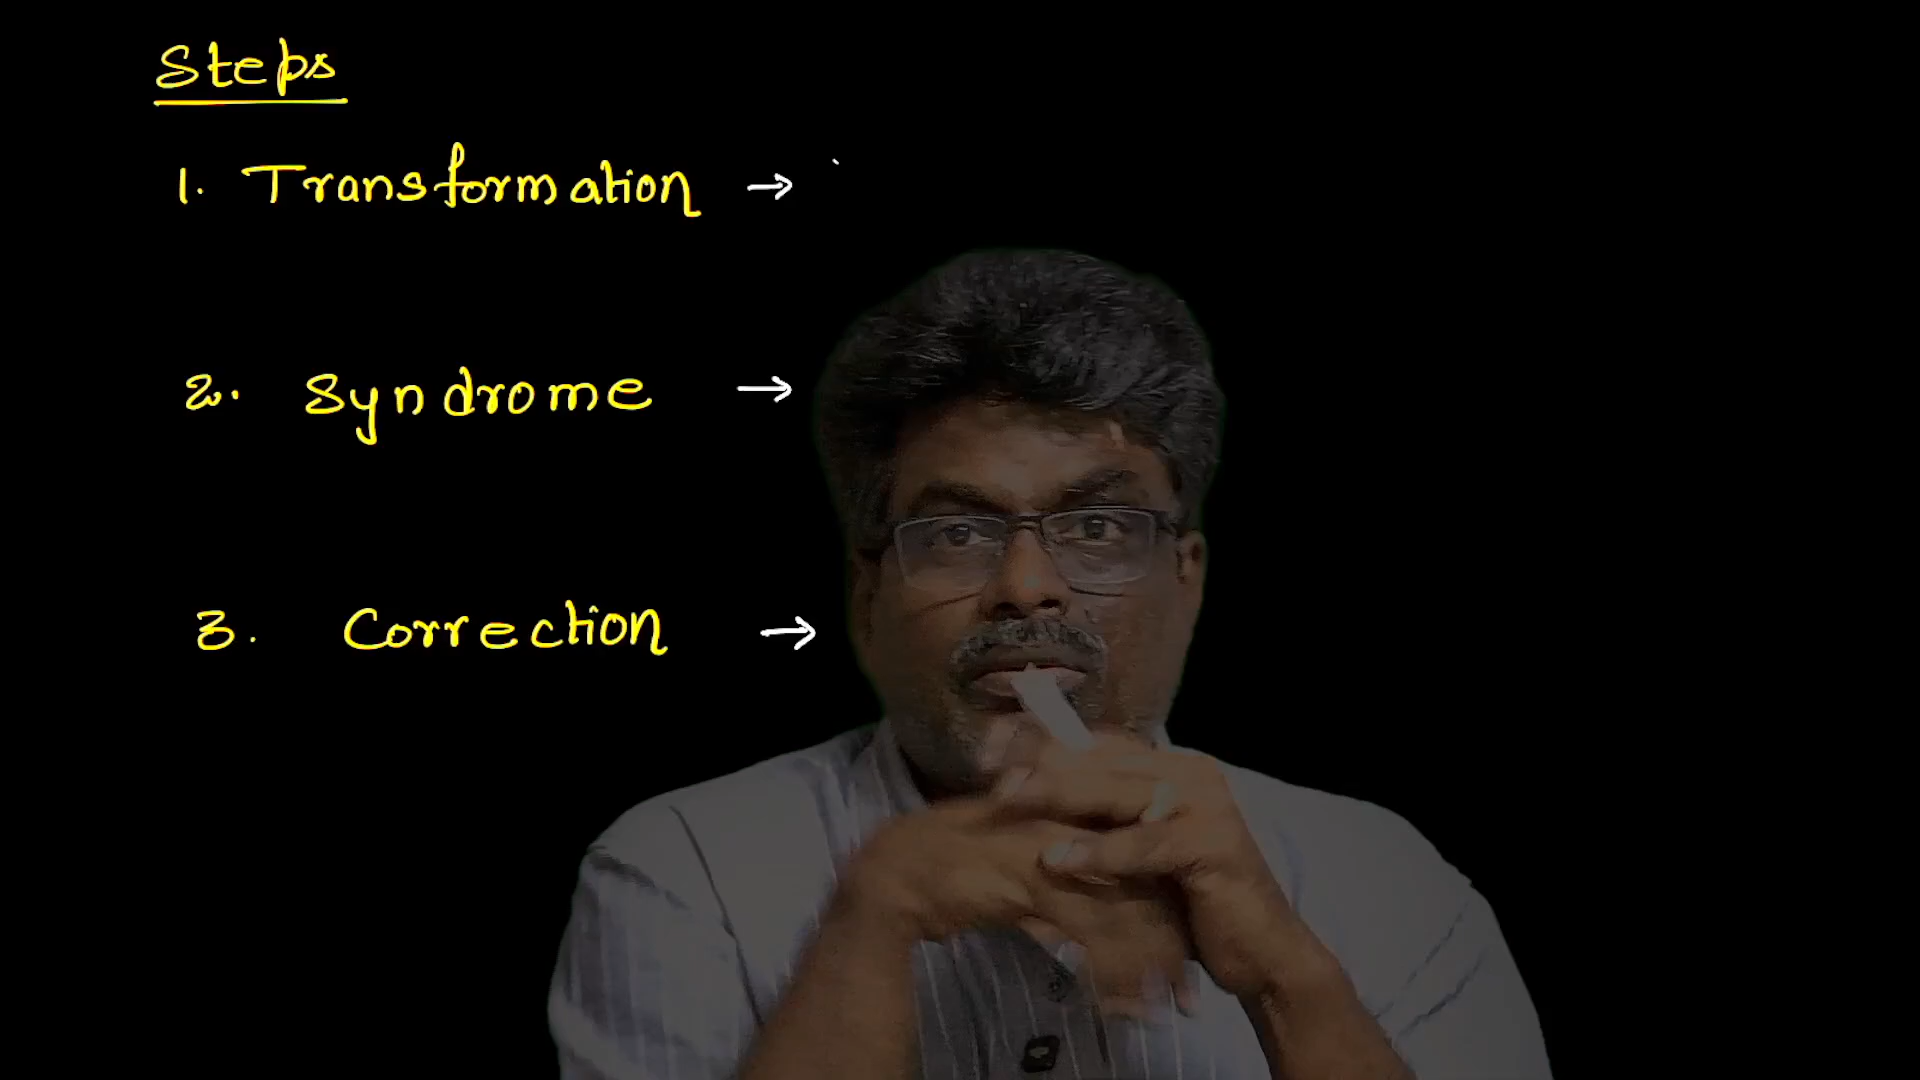 Steps
1. Transformation →
2. Syndrome →
3. Correction →